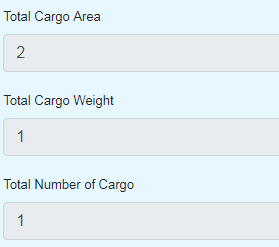 Total Cargo Area
2
Total Cargo Weight
1
Total Number of Cargo
1